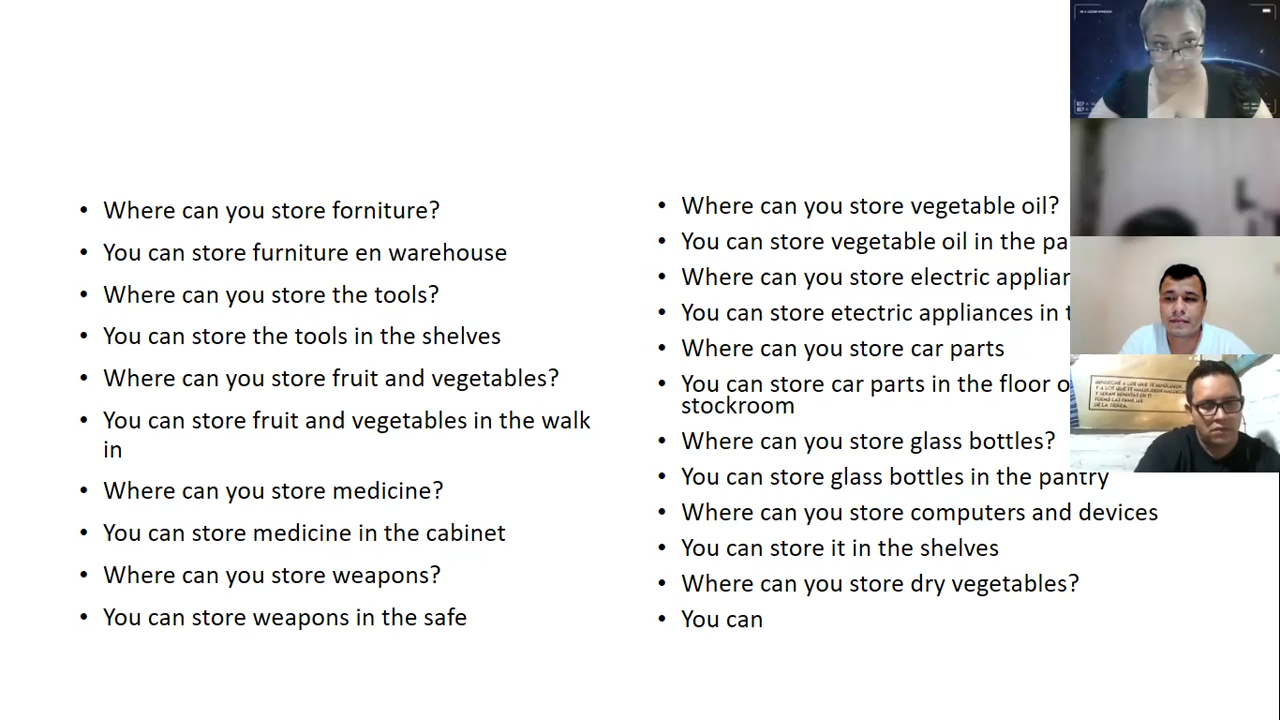 Where can you store forniture?
You can store furniture en warehouse
Where can you store the tools?
You can store the tools in the shelves
Where can you store fruit and vegetables?
You can store fruit and vegetables in the walk
in
Where can you store medicine?
You can store medicine in the cabinet
Where can you store weapons?
You can store weapons in the safe
Where can you store vegetable oil?
You can store vegetable oil in the pa
Where can you store electric applian
You can store etectric appliances in t
Where can you store car parts
You can store car parts in the floor o
stockroom
Where can you store glass bottles?
You can store glass bottles in the pantry
Where can you store computers and devices
You can store it in the shelves
Where can you store dry vegetables?
You can